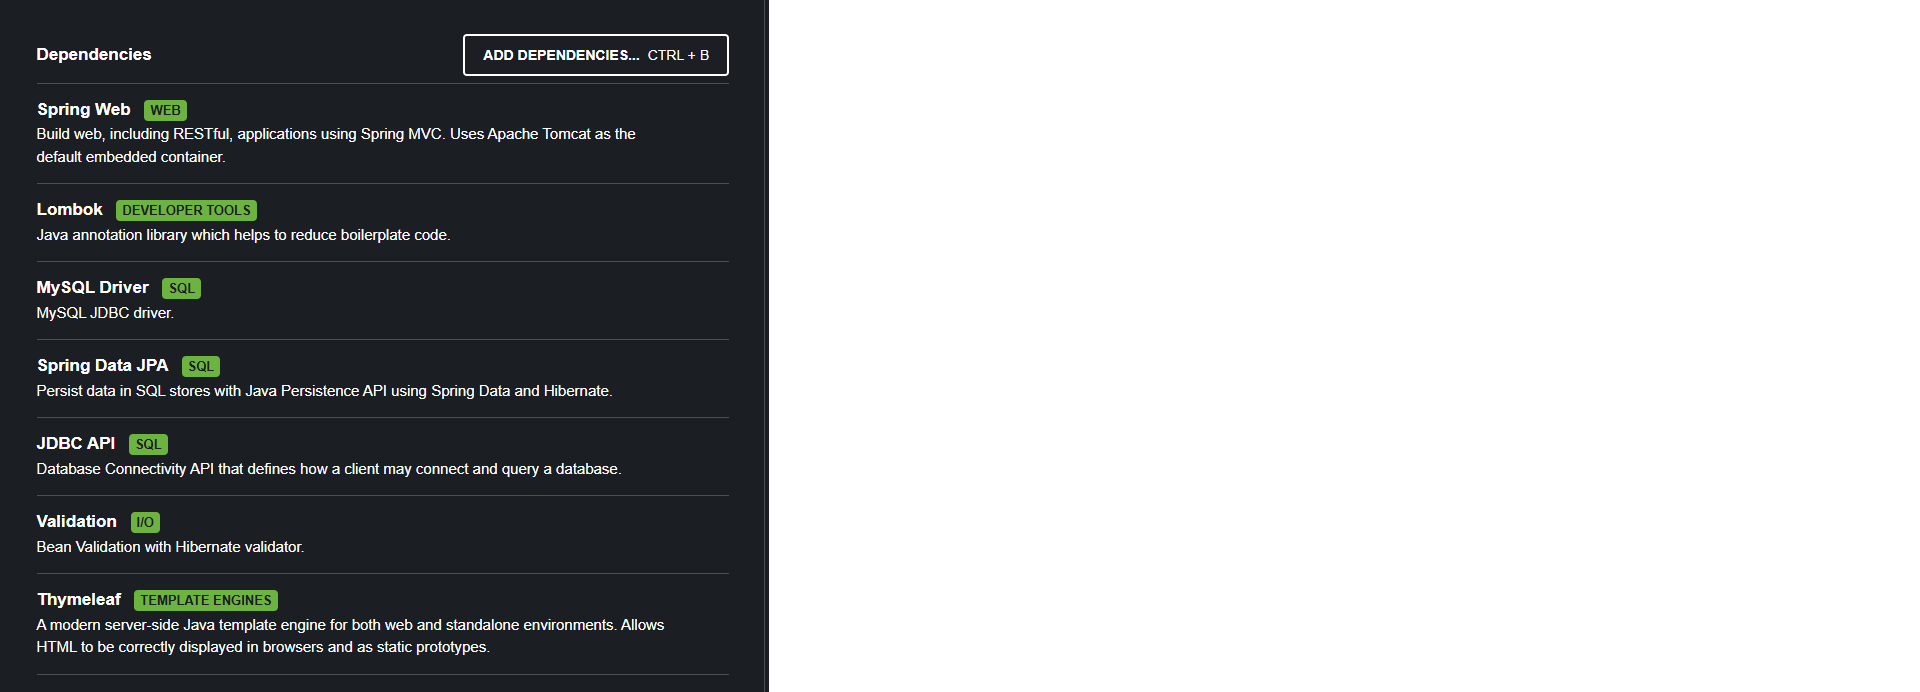 Dependencies
ADD DEPENDENCIES... CTRL + B
Spring Web WEB
Build web, including RESTful, applications using Spring MVC. Uses Apache Tomcat as the
default embedded container.
Lombok DEVELOPER TOOLS
Java annotation library which helps to reduce boilerplate code.
MySQL Driver SQL
MySQL JDBC driver.
Spring Data JPA SQL
Persist data in SQL stores with Java Persistence API using Spring Data and Hibernate.
JDBC API SQL
Database Connectivity API that defines how a client may connect and query a database.
Validation I/O
Bean Validation with Hibernate validator.
Thymeleaf TEMPLATE ENGINES
A modern server-side Java template engine for both web and standalone environments. Allows
HTML to be correctly displayed in browsers and as static prototypes.